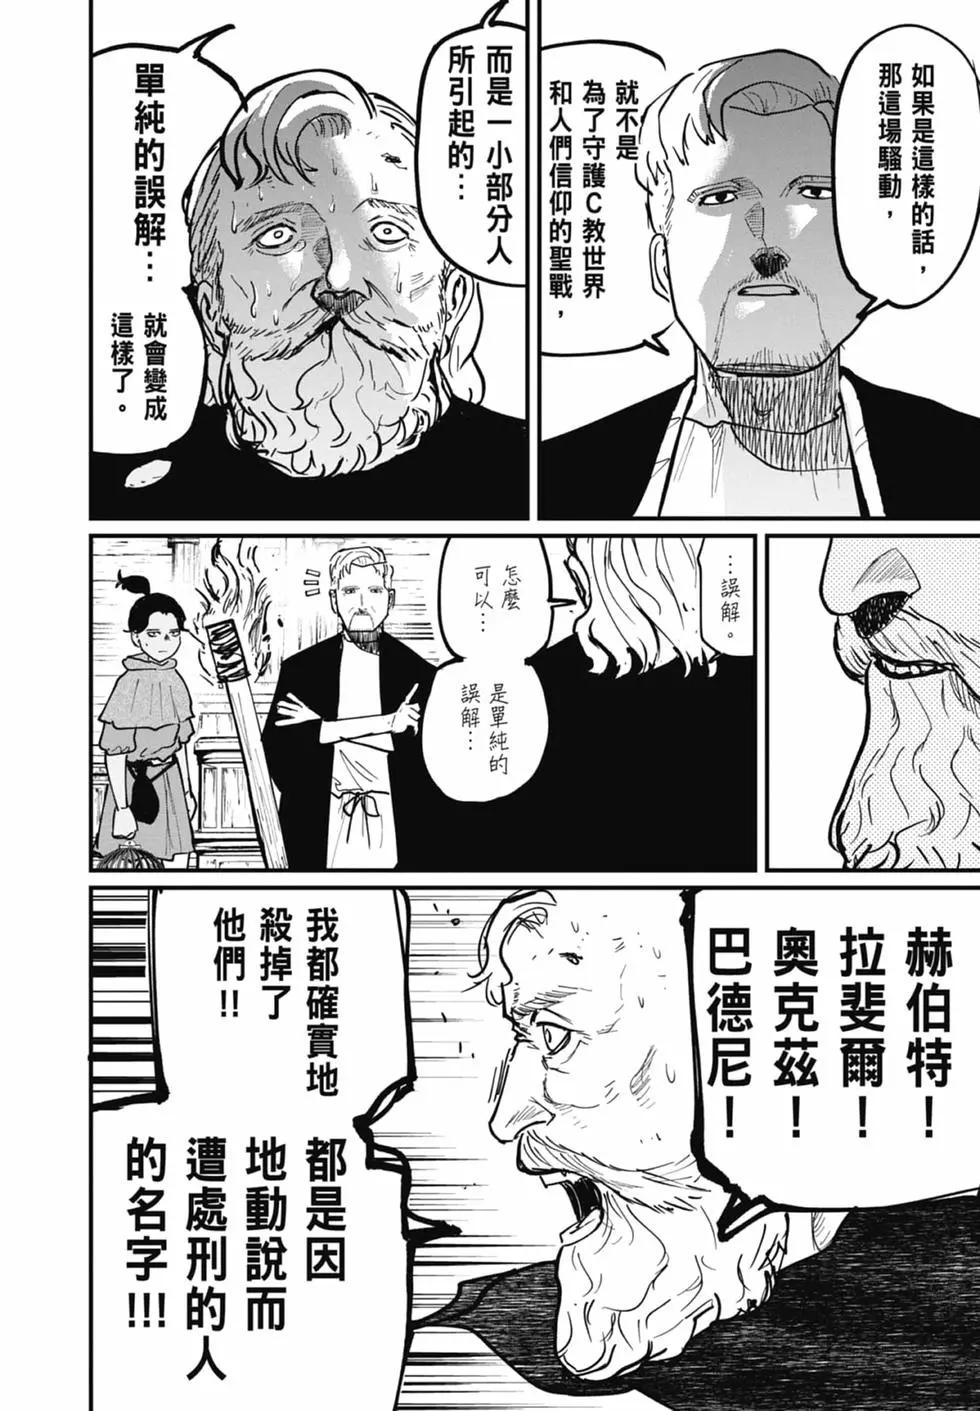 如果是這樣的話，
那這場騷動，
就不是
為了守護C教世界
和人們信仰的聖戰，
而是一小部分人
所引起的…
單純的誤解…
就會變成
這樣了。
…誤解。
怎麼
可以…
是單純的
誤解…
赫伯特！
拉斐爾！
奧克茲！
巴德尼！
我都確實地
殺掉了
他們!!
都是因
地動說而
遭處刑的人
的名字!!!